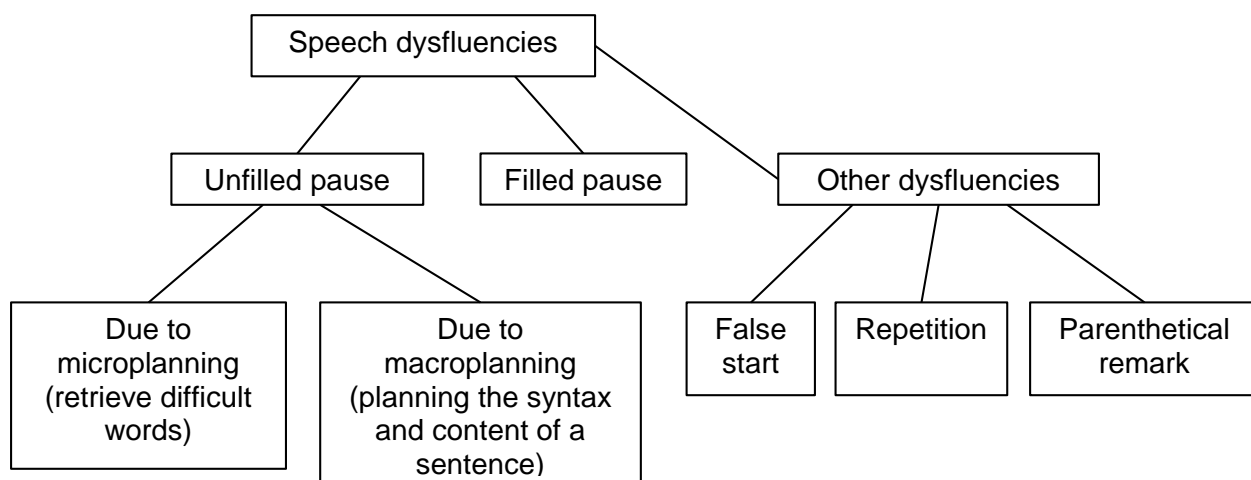 Speech dysfluencies
Unfilled pause
Filled pause
Other dysfluencies
Due to
microplanning
(retrieve difficult
words)
Due to
macroplanning
(planning the syntax
and content of a
sentence)
False
start
Repetition
Parenthetical
remark